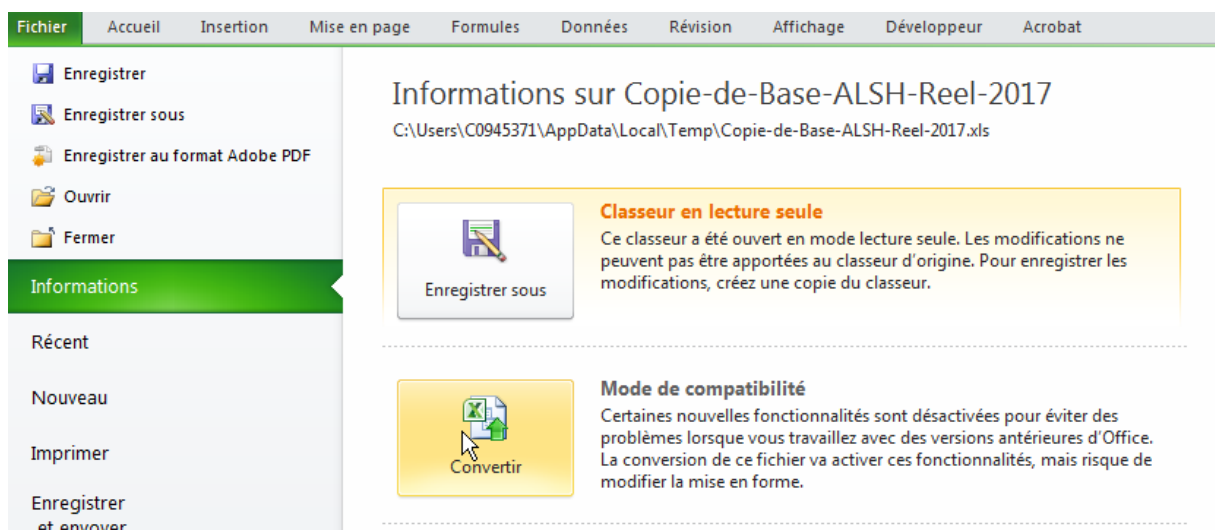 Fichier Accueil Insertion Mise en page Formules Données Révision Affichage Développeur Acrobat
Enregistrer
Enregistrer sous
Enregistrer au format Adobe PDF
Ouvrir
Fermer
Informations
Récent
Nouveau
Imprimer
Enregistrer
et envoyer
Informations sur Copie-de-Base-ALSH-Reel-2017
C:\Users\C0945371\AppData\Local\Temp\Copie-de-Base-ALSH-Reel-2017.xls
Enregistrer sous
Classeur en lecture seule
Ce classeur a été ouvert en mode lecture seule. Les modifications ne
peuvent pas être apportées au classeur d'origine. Pour enregistrer les
modifications, créez une copie du classeur.
Convertir
Mode de compatibilité
Certaines nouvelles fonctionnalités sont désactivées pour éviter des
problèmes lorsque vous travaillez avec des versions antérieures d'Office.
La conversion de ce fichier va activer ces fonctionnalités, mais risque de
modifier la mise en forme.